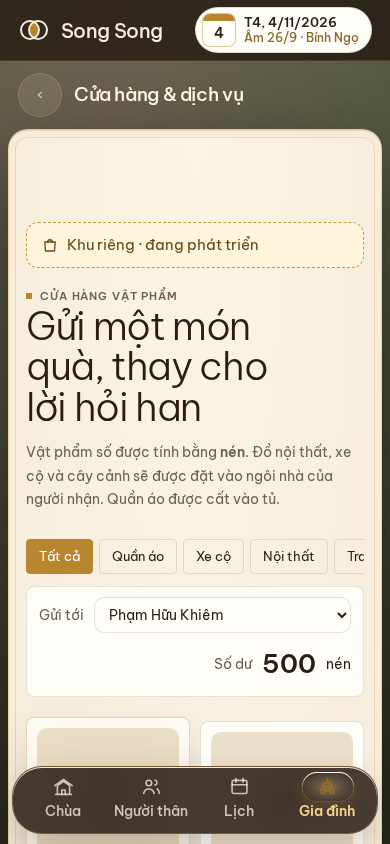 Song Song
4
T4, 4/11/2026
Âm 26/9 · Bính Ngọ
Cửa hàng & dịch vụ
Khu riêng · đang phát triển
CỬA HÀNG VẬT PHẨM
Gửi một món
quà, thay cho
lời hỏi han
Vật phẩm số được tính bằng nén. Đồ nội thất, xe
cộ và cây cảnh sẽ được đặt vào ngôi nhà của
người nhận. Quần áo được cất vào tủ.
Tất cả
Quần áo
Xe cộ
Nội thất
Gửi tới
Phạm Hữu Khiêm
Số dư 500 nén
Chùa
Người thân
Lịch
Gia đình